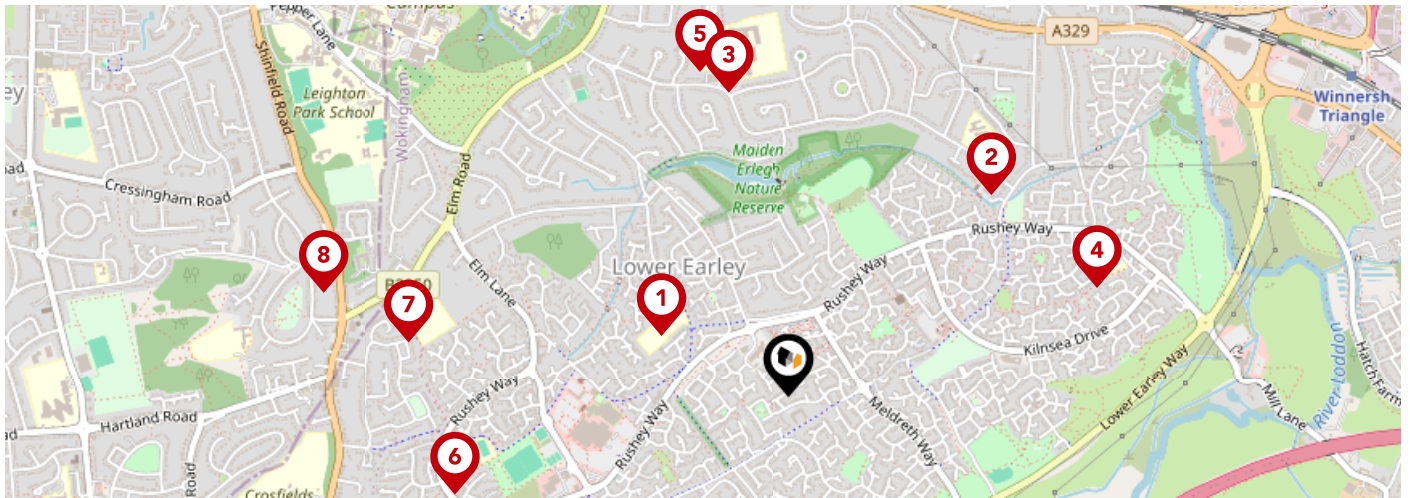 Campus
Pepper Lane
5
3
A329
Shinfield Road
Leighton
Park School
Wokingham
Winnersh
Triangle
ey
Maiden
Erlegh
Nature
Reserve
2
Elm Road
Cressingham Road
Rushey Way
4
8
Lower Earley
Elm Lane
Rushey Way
1
7
Kilnsea Drive
River Loddon
Hatch Farm
Rushey Way
Lower Earley Way
Mill Lane
Hartland Road
Meldreth Way
Rushey Way
6
Road
Crosfields